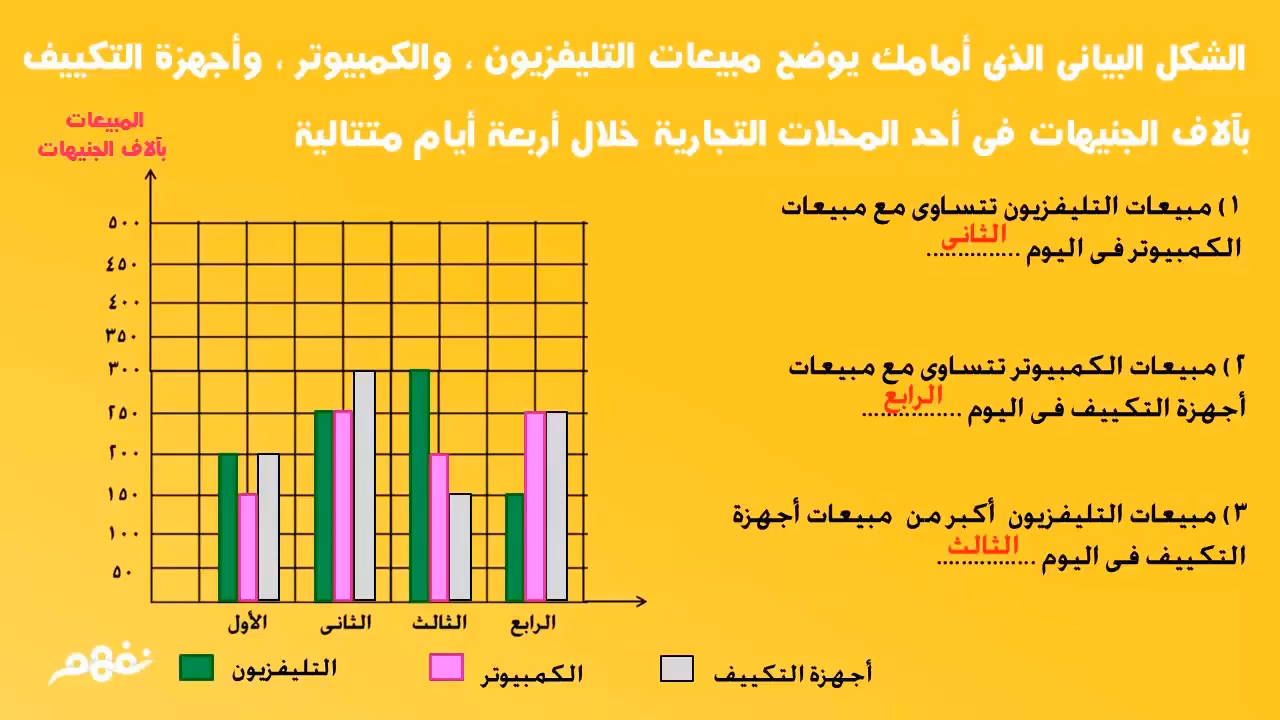 الشكل البيانى الذى أمامك يوضح مبيعات التليفزيون ، والكمبيوتر ، وأجهزة التكييف
بآلاف الجنيهات فى أحد المحلات التجارية خلال أربعة أيام متتالية
المبيعات
بآلاف الجنيهات
٥٠٠
٤٥٠
٤٠٠
٣٥٠
٣٠٠
٢٥٠
٢٠٠
١٥٠
١٠٠
٥٠
الأول
الثانى
الثالث
الرابع
التليفزيون
الكمبيوتر
أجهزة التكييف
١) مبيعات التليفزيون تتساوى مع مبيعات
الكمبيوتر فى اليوم ...............
الثانى
٢) مبيعات الكمبيوتر تتساوى مع مبيعات
أجهزة التكييف فى اليوم ................
الرابع
٣) مبيعات التليفزيون أكبر من مبيعات أجهزة
التكييف فى اليوم ................
الثالث
نفهم